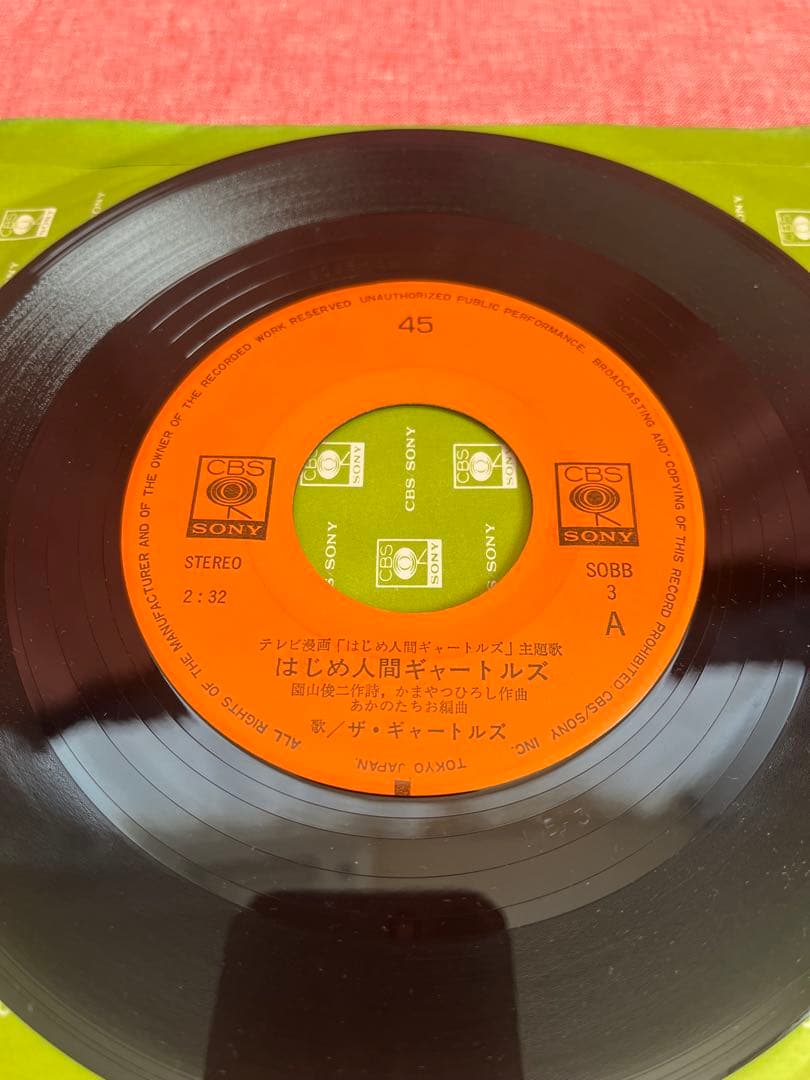 45
ALL RIGHTS OF THE MANUFACTURER AND OF THE OWNER OF THE RECORDED WORK RESERVED UNAUTHORIZED PUBLIC PERFORMANCE. BROADCASTING AND COPYING OF THIS RECORD PROHIBITED CBS/SONY INC.
TOKYO JAPAN.
CBS
SONY
CBS
SONY
STEREO
2:32
SOBB
3
A
テレビ漫画「はじめ人間ギャートルズ」主題歌
はじめ人間ギャートルズ
園山俊二作詩,かまやつひろし作曲
あかのたちお編曲
歌/ザ・ギャートルズ
CBS
SONY
CBS SONY
CBS
SONY
CBS
SONY
SONY
SONY
CBS
SONY
SONY